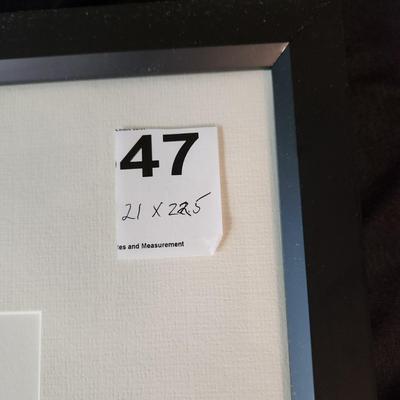 47
21 x 22.5
and Measurement